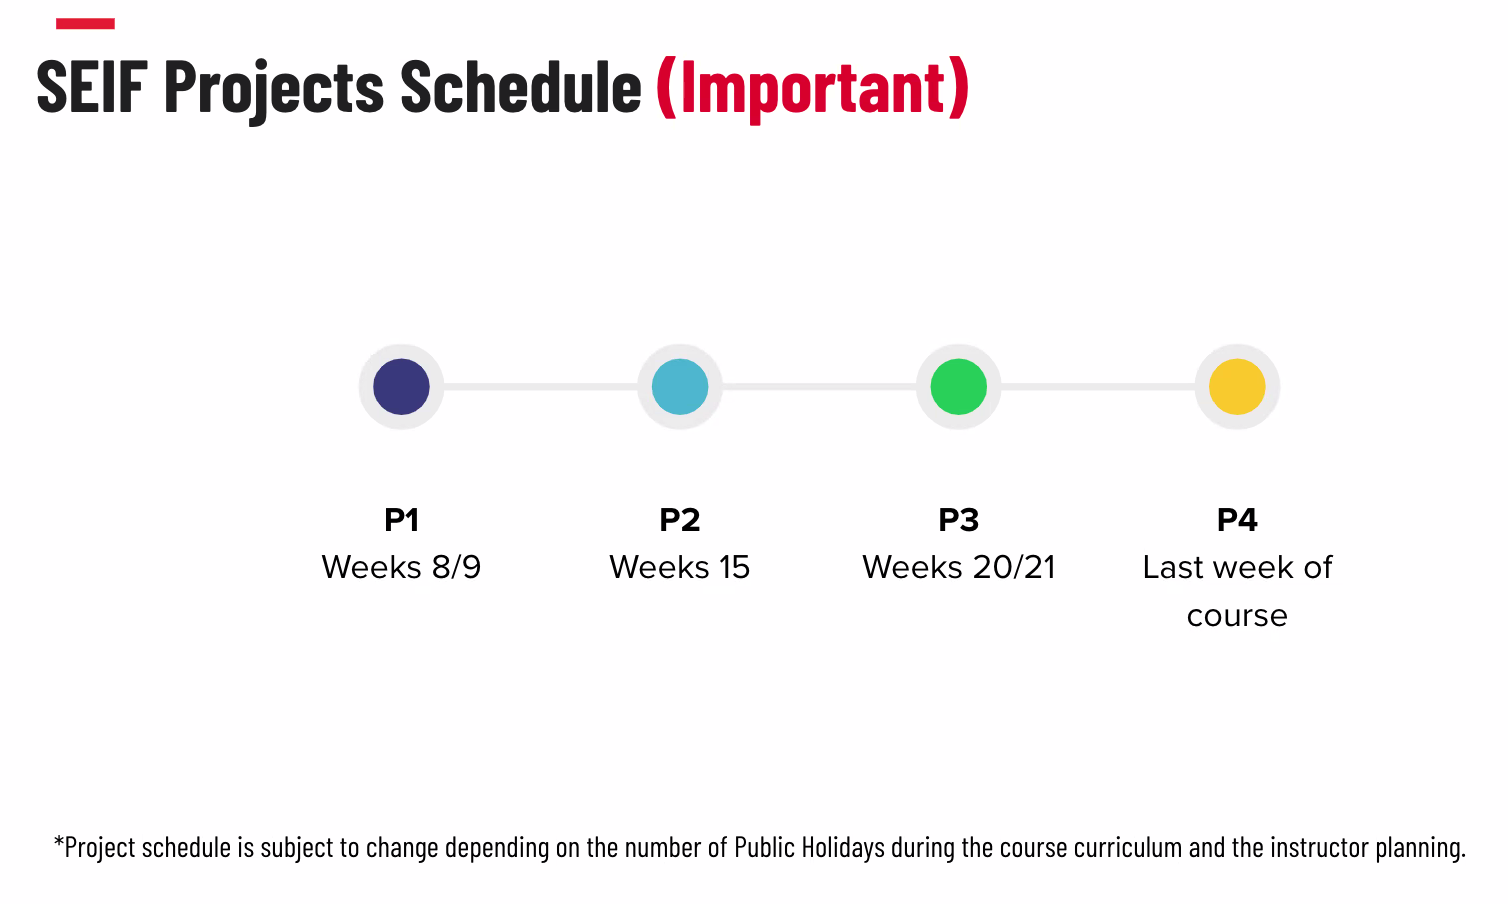 SEIF Projects Schedule (Important)
P1
Weeks 8/9
P2
Weeks 15
P3
Weeks 20/21
P4
Last week of
course
*Project schedule is subject to change depending on the number of Public Holidays during the course curriculum and the instructor planning.